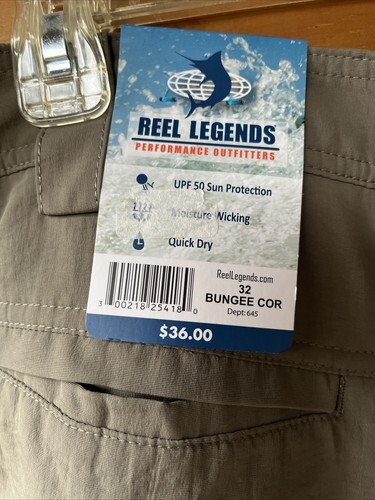 REEL LEGENDS
PERFORMANCE OUTFITTERS
UPF 50 Sun Protection
Moisture Wicking
Quick Dry
ReelLegends.com
32
BUNGEE COR
Dept: 645
3 00218 25418 0
$36.00